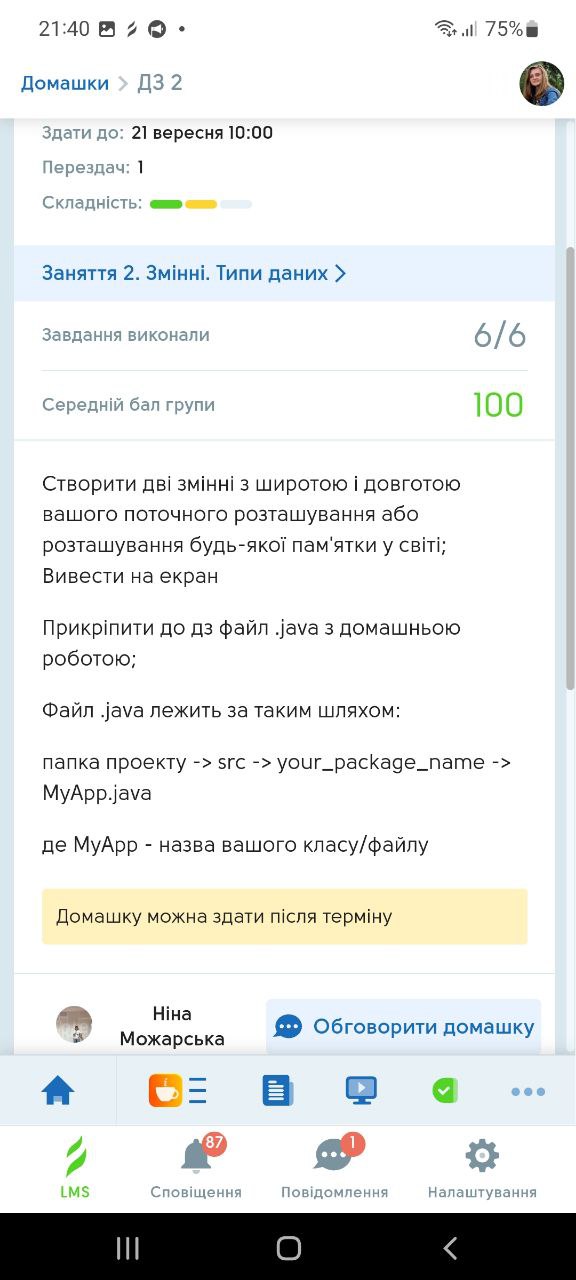 21:40
75%
Домашки > ДЗ 2
Здати до: 21 вересня 10:00
Перездач: 1
Складність:
Заняття 2. Змінні. Типи даних >
Завдання виконали
6/6
Середній бал групи
100
Створити дві змінні з широтою і довготою
вашого поточного розташування або
розташування будь-якої пам'ятки у світі;
Вивести на екран
Прикріпити до дз файл .java з домашньою
роботою;
Файл .java лежить за таким шляхом:
папка проекту -> src -> your_package_name ->
MyApp.java
де MyApp - назва вашого класу/файлу
Домашку можна здати після терміну
Ніна
Можарська
Обговорити домашку
87
1
LMS
Сповіщення
Повідомлення
Налаштування